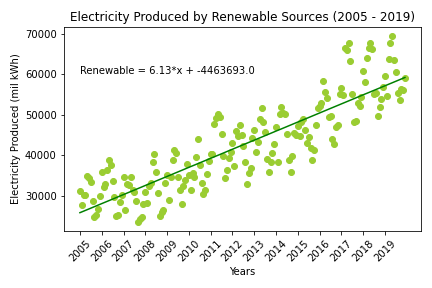 Electricity Produced by Renewable Sources (2005 - 2019)
70000
60000
50000
40000
30000
Electricity Produced (mil kWh)
Renewable = 6.13*x + -4463693.0
2005 2006 2007 2008 2009 2010 2011 2012 2013 2014 2015 2016 2017 2018 2019
Years